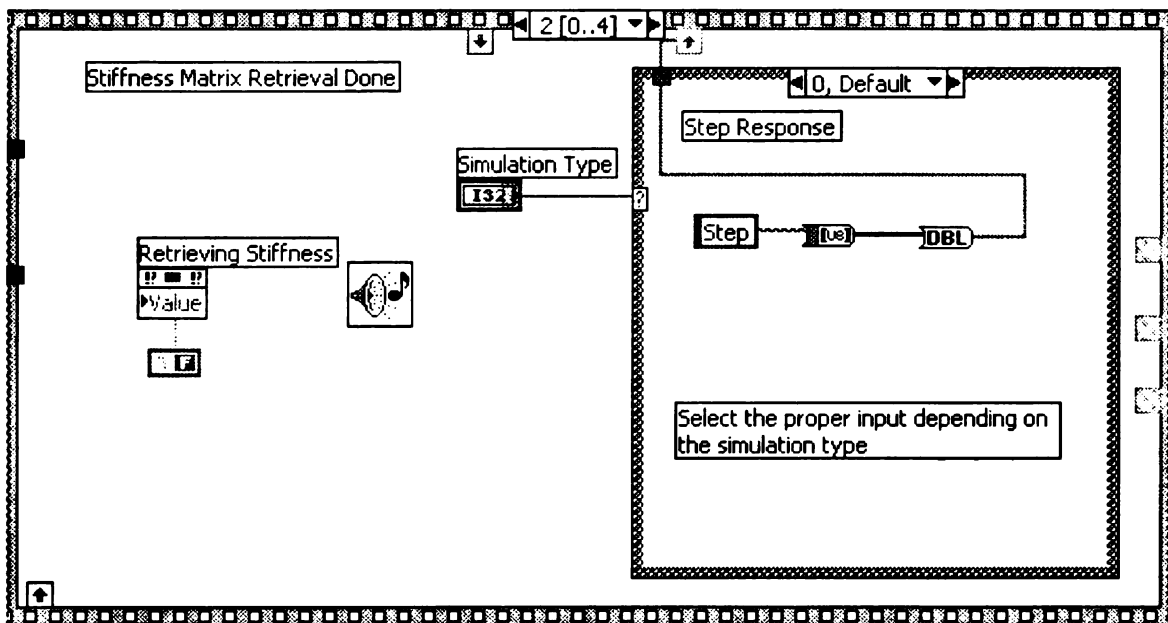 2 [0..4]
Stiffness Matrix Retrieval Done
0, Default
Step Response
Simulation Type
I32
?
Step
[U8]
DBL
Retrieving Stiffness
!? !?
Value
F
Select the proper input depending on
the simulation type